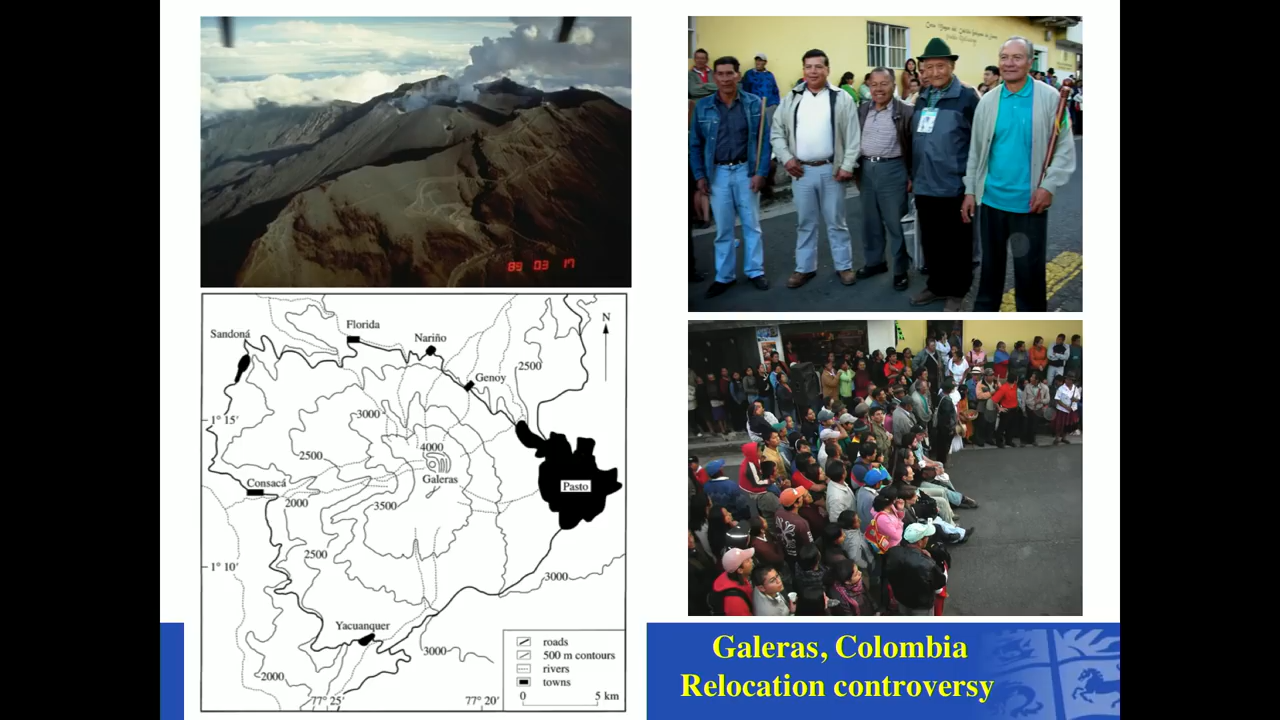 89 03 17
Florida
Sandoná
Nariño
N
2500
Genoy
3000
1° 15'
4000
2500
Galeras
Consacá
Pasto
2000
3500
2500
1° 10'
3000
Yacuanquer
3000
roads
500 m contours
rivers
towns
2000
77° 25'
77° 20'
0
5 km
Galeras, Colombia
Relocation controversy